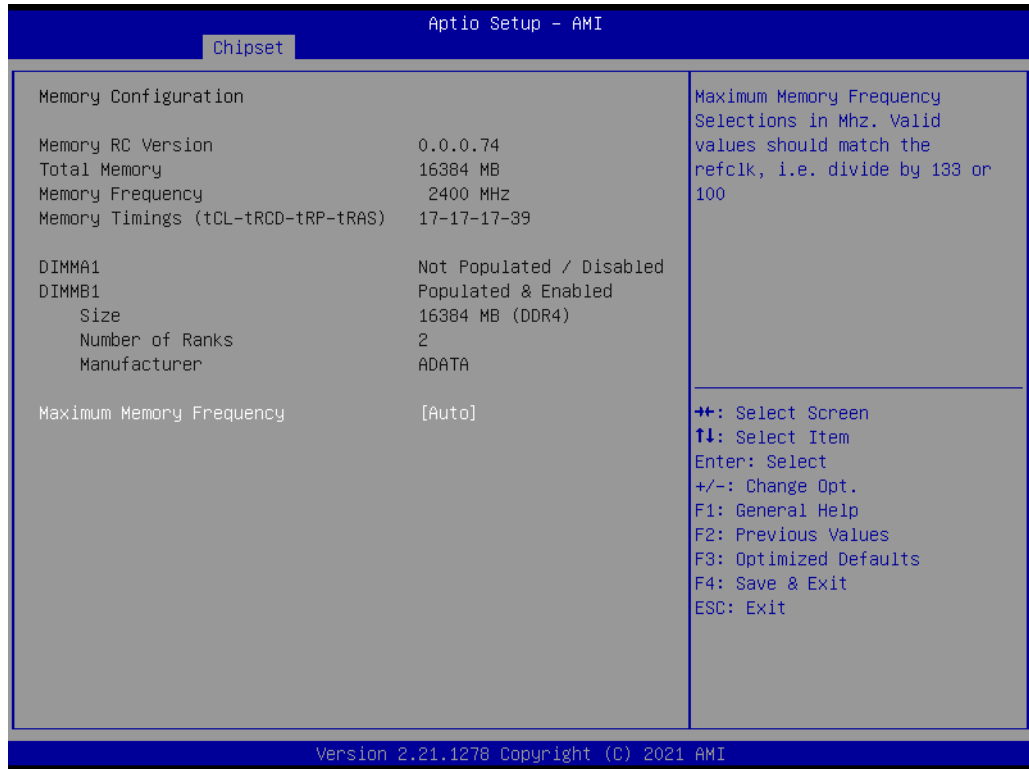 Aptio Setup – AMI
Chipset
Memory Configuration
Memory RC Version 0.0.0.74
Total Memory 16384 MB
Memory Frequency 2400 MHz
Memory Timings (tCL-tRCD-tRP-tRAS) 17-17-17-39
DIMMA1 Not Populated / Disabled
DIMMB1 Populated & Enabled
Size 16384 MB (DDR4)
Number of Ranks 2
Manufacturer ADATA
Maximum Memory Frequency [Auto]
Maximum Memory Frequency
Selections in Mhz. Valid
values should match the
refclk, i.e. divide by 133 or
100
→←: Select Screen
↑↓: Select Item
Enter: Select
+/-: Change Opt.
F1: General Help
F2: Previous Values
F3: Optimized Defaults
F4: Save & Exit
ESC: Exit
Version 2.21.1278 Copyright (C) 2021 AMI